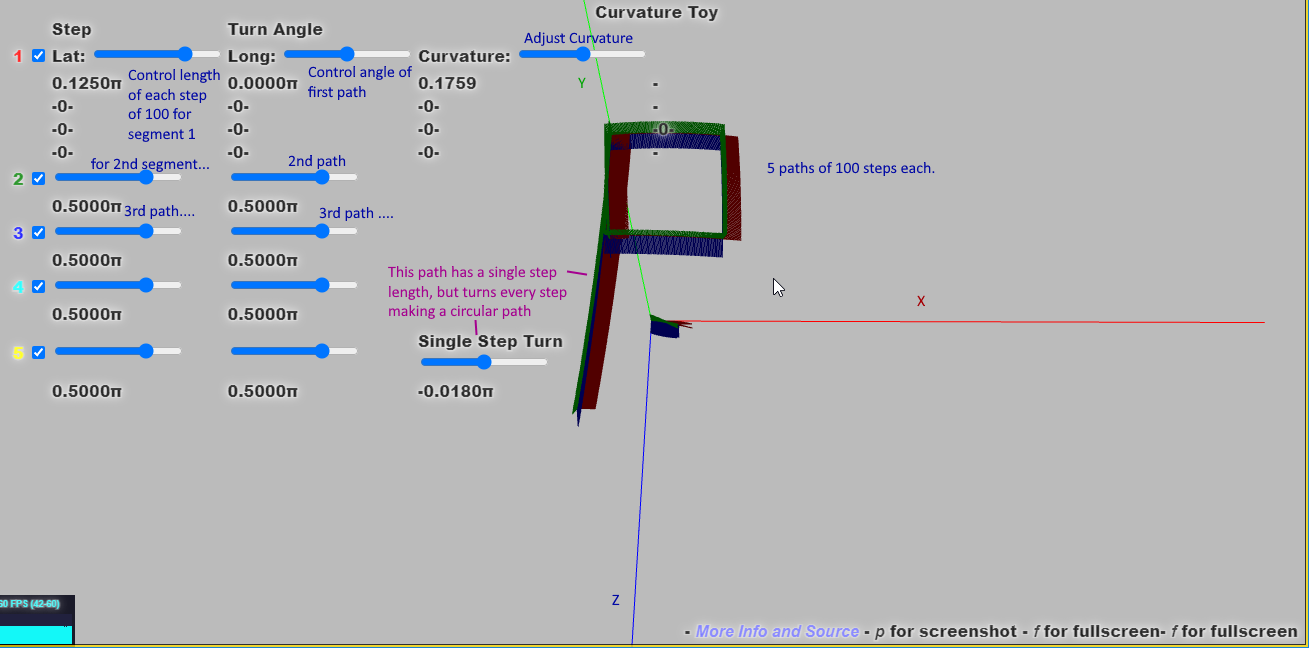 Curvature Toy
Step
Turn Angle
Adjust Curvature
1
Lat:
Long:
Curvature:
0.1250π
Control length
of each step
of 100 for
segment 1
0.0000π
Control angle of
first path
0.1759
Y
-
-0-
-0-
-0-
-
-0-
-0-
-0-
-0-
-0-
-0-
-0-
-
for 2nd segment...
2nd path
5 paths of 100 steps each.
2
0.5000π
3rd path....
0.5000π
3rd path ....
3
0.5000π
0.5000π
This path has a single step
length, but turns every step
making a circular path
4
X
0.5000π
0.5000π
Single Step Turn
5
0.5000π
0.5000π
-0.0180π
Z
60 FPS (42-60)
- More Info and Source - p for screenshot - f for fullscreen- f for fullscreen